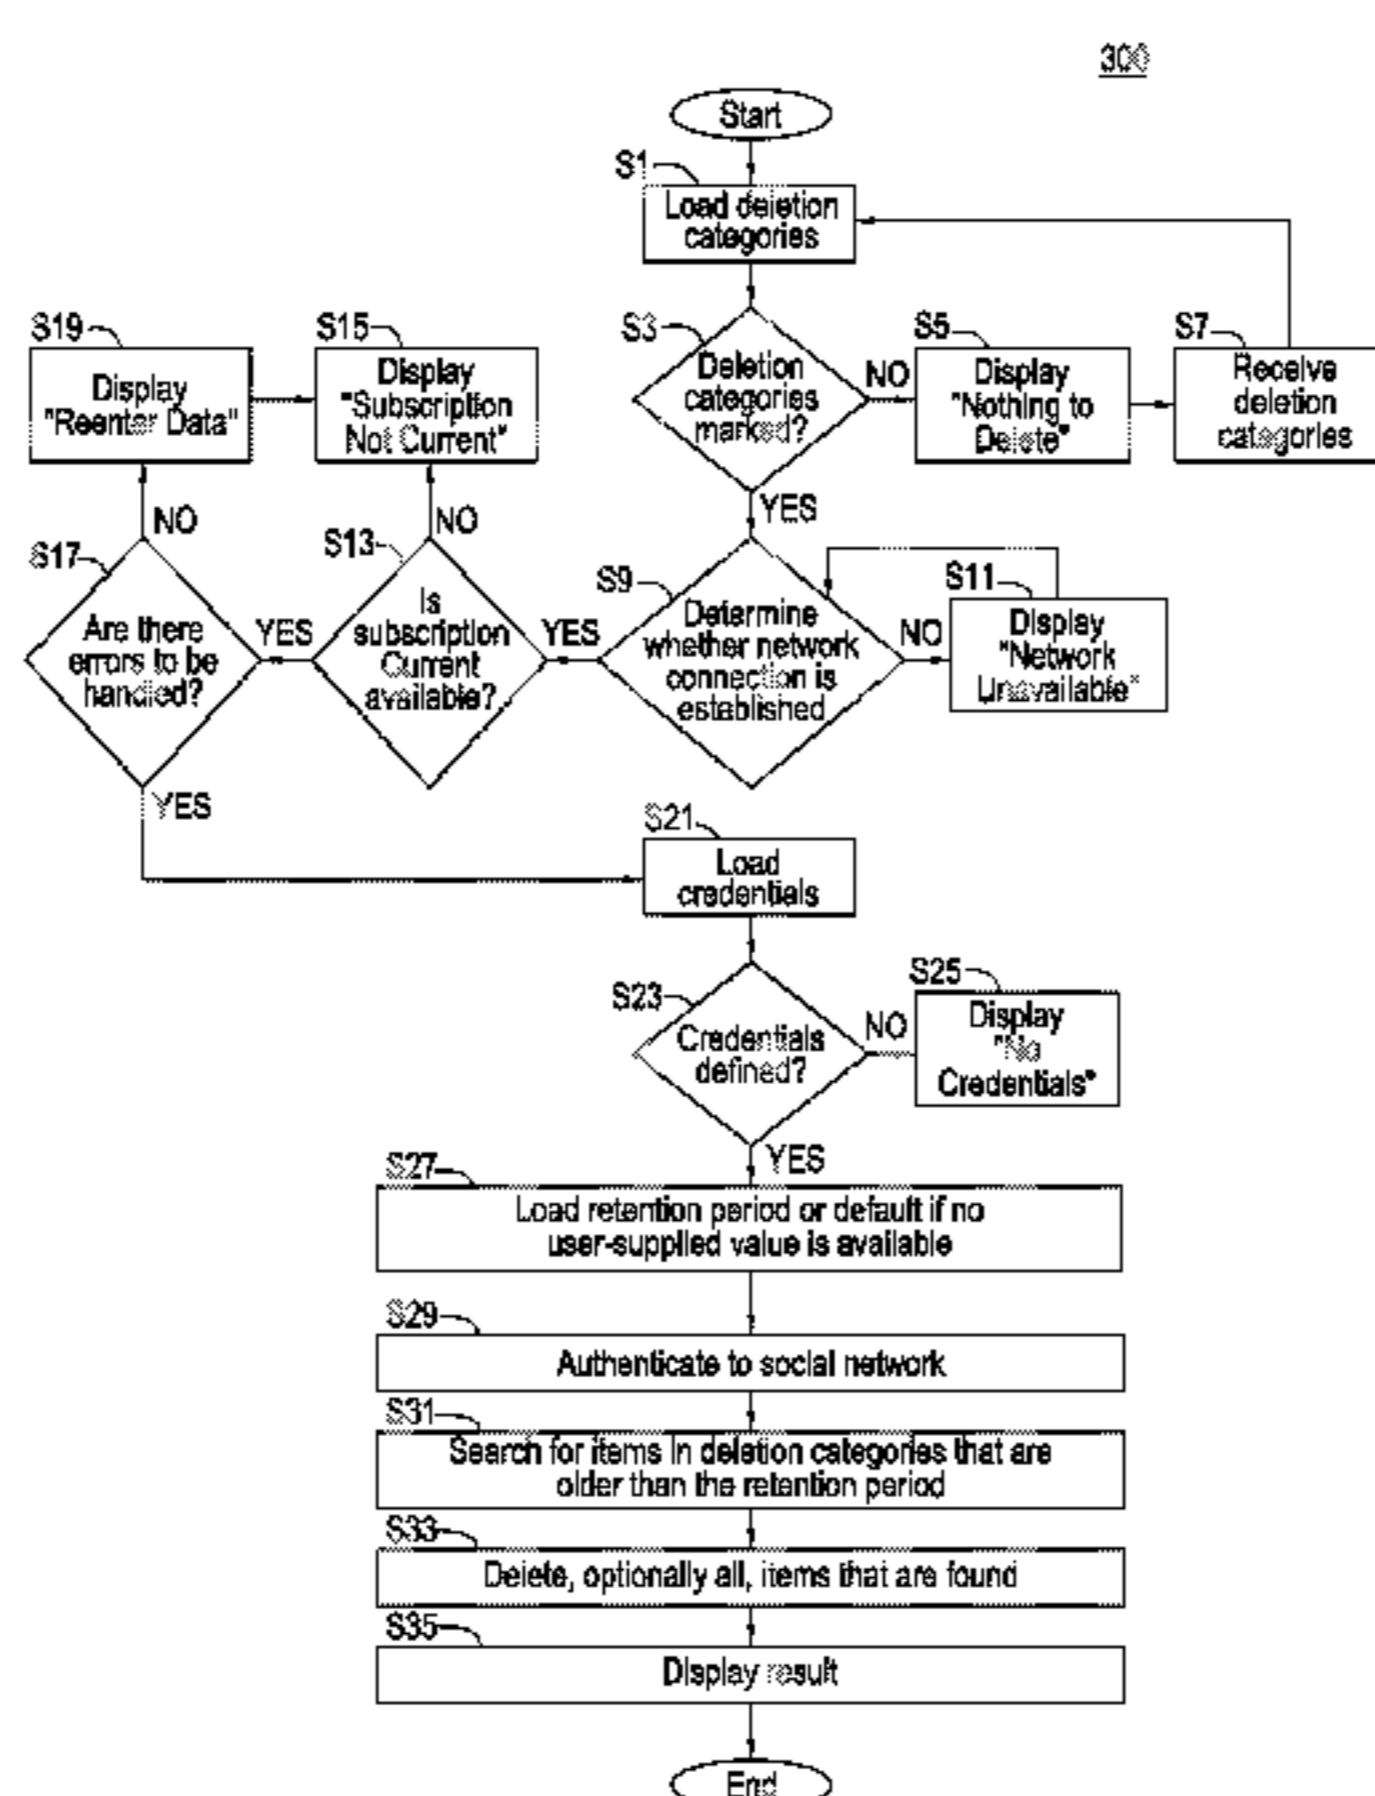 300
Start
S1
Load deletion
categories
S3
Deletion
categories
marked?
NO
YES
S5
Display
"Nothing to
Delete"
S7
Receive
deletion
categories
S19
Display
"Reenter Data"
S15
Display
"Subscription
Not Current"
NO
NO
S17
Are there
errors to be
handled?
YES
S13
Is
subscription
Current
available?
YES
S9
Determine
whether network
connection is
established
NO
S11
Display
"Network
Unavailable"
YES
S21
Load
credentials
S23
Credentials
defined?
NO
S25
Display
"No
Credentials"
YES
S27
Load retention period or default if no
user-supplied value is available
S29
Authenticate to social network
S31
Search for items in deletion categories that are
older than the retention period
S33
Delete, optionally all, items that are found
S35
Display result
End